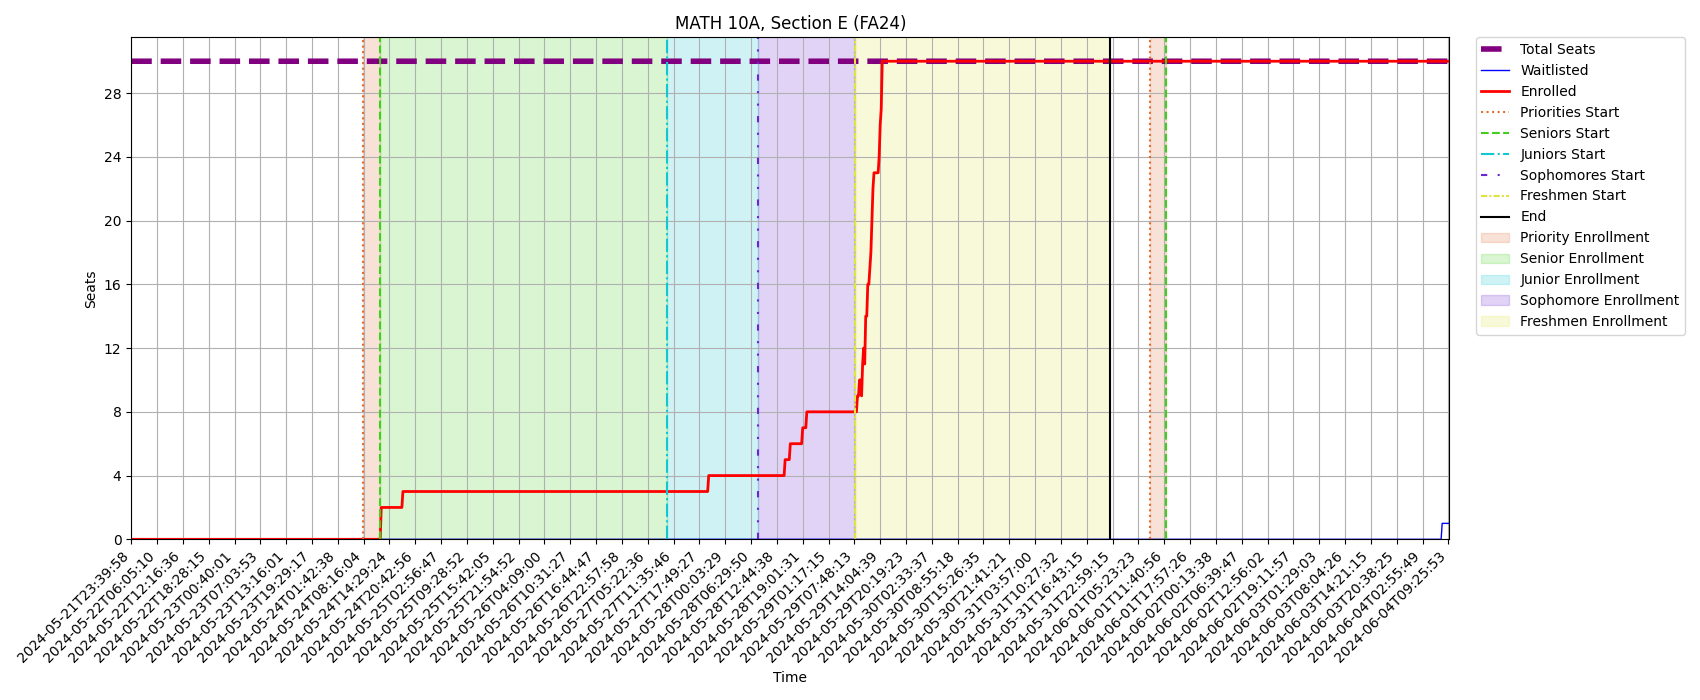 MATH 10A, Section E (FA24)
Total Seats
Waitlisted
Enrolled
Priorities Start
Seniors Start
Juniors Start
Sophomores Start
Freshmen Start
End
Priority Enrollment
Senior Enrollment
Junior Enrollment
Sophomore Enrollment
Freshmen Enrollment
Seats
28
24
20
16
12
8
4
0
2024-05-21T23:39:58
2024-05-22T06:05:10
2024-05-22T12:16:36
2024-05-22T18:28:15
2024-05-23T00:40:01
2024-05-23T07:03:53
2024-05-23T13:16:01
2024-05-23T19:29:17
2024-05-24T01:42:38
2024-05-24T08:16:04
2024-05-24T14:29:24
2024-05-24T20:42:56
2024-05-25T02:56:47
2024-05-25T09:28:52
2024-05-25T15:42:05
2024-05-25T21:54:52
2024-05-26T04:09:00
2024-05-26T10:31:27
2024-05-26T16:44:47
2024-05-26T22:57:58
2024-05-27T05:22:36
2024-05-27T11:35:46
2024-05-27T17:49:27
2024-05-28T00:03:29
2024-05-28T06:29:50
2024-05-28T12:44:38
2024-05-28T19:01:31
2024-05-29T01:17:15
2024-05-29T07:48:13
2024-05-29T14:04:39
2024-05-29T20:19:23
2024-05-30T02:33:37
2024-05-30T08:55:18
2024-05-30T15:26:35
2024-05-30T21:41:21
2024-05-31T03:57:00
2024-05-31T10:27:32
2024-05-31T16:43:15
2024-05-31T22:59:15
2024-06-01T05:23:23
2024-06-01T11:40:56
2024-06-01T17:57:26
2024-06-02T00:13:38
2024-06-02T06:39:47
2024-06-02T12:56:02
2024-06-02T19:11:57
2024-06-03T01:29:03
2024-06-03T08:04:26
2024-06-03T14:21:15
2024-06-03T20:38:25
2024-06-04T02:55:49
2024-06-04T09:25:53
Time